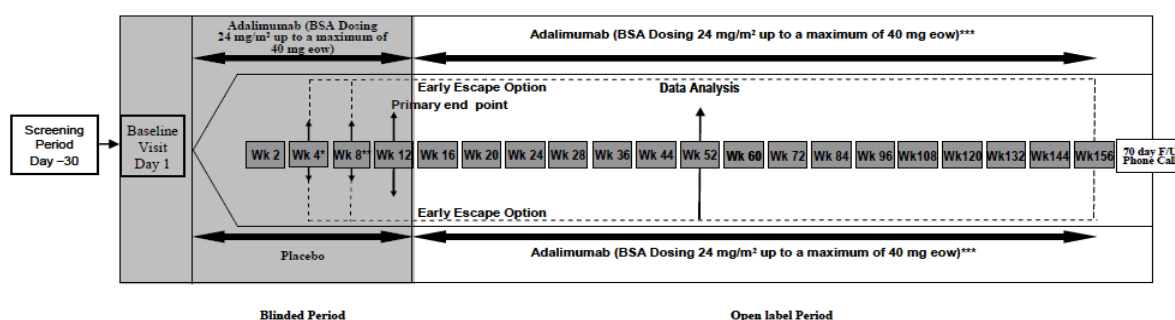 Adalimumab (BSA Dosing
24 mg/m² up to a maximum of
40 mg eow)
Adalimumab (BSA Dosing 24 mg/m² up to a maximum of 40 mg eow)***
Early Escape Option
Data Analysis
Primary end point
Screening
Period
Day –30
Baseline
Visit
Day 1
Wk 2
Wk 4*
Wk 8**
Wk 12
Wk 16
Wk 20
Wk 24
Wk 28
Wk 36
Wk 44
Wk 52
Wk 60
Wk 72
Wk 84
Wk 96
Wk108
Wk120
Wk132
Wk144
Wk156
70 day F/U
Phone Call
Early Escape Option
Placebo
Adalimumab (BSA Dosing 24 mg/m² up to a maximum of 40 mg eow)***
Blinded Period
Open label Period